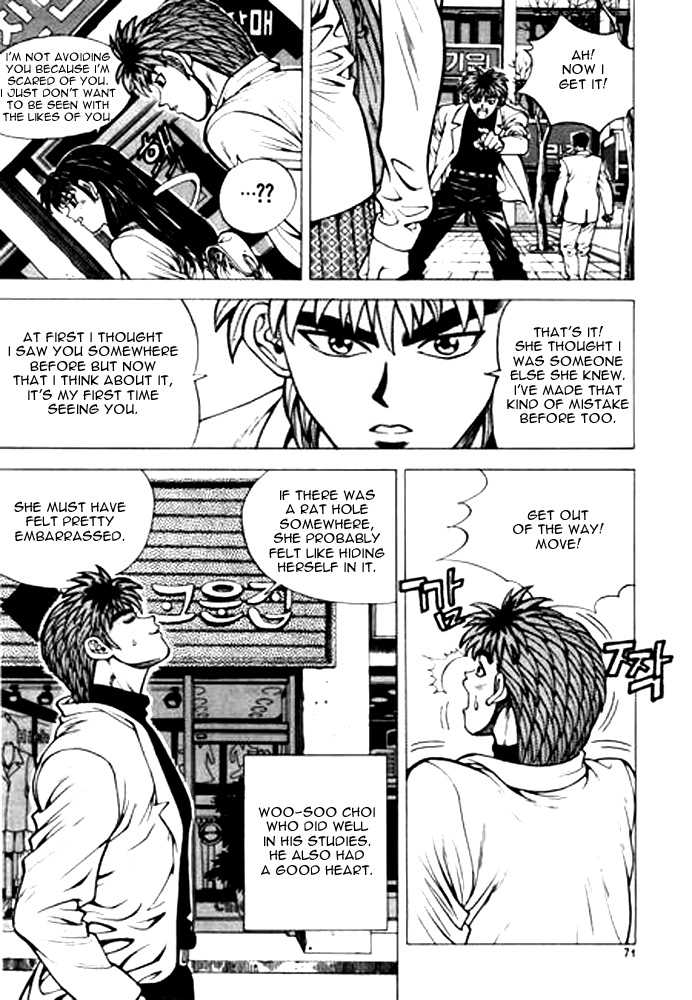 I'M NOT AVOIDING
YOU BECAUSE I'M
SCARED OF YOU.
I JUST DON'T WANT
TO BE SEEN WITH
THE LIKES OF YOU
...??
AH!
NOW I
GET IT!
AT FIRST I THOUGHT
I SAW YOU SOMEWHERE
BEFORE BUT NOW
THAT I THINK ABOUT IT,
IT'S MY FIRST TIME
SEEING YOU.
THAT'S IT!
SHE THOUGHT I
WAS SOMEONE
ELSE SHE KNEW.
I'VE MADE THAT
KIND OF MISTAKE
BEFORE TOO.
SHE MUST HAVE
FELT PRETTY
EMBARRASSED.
IF THERE WAS
A RAT HOLE
SOMEWHERE,
SHE PROBABLY
FELT LIKE HIDING
HERSELF IN IT.
WOO-SOO CHOI
WHO DID WELL
IN HIS STUDIES.
HE ALSO HAD
A GOOD HEART.
GET OUT
OF THE WAY!
MOVE!
71